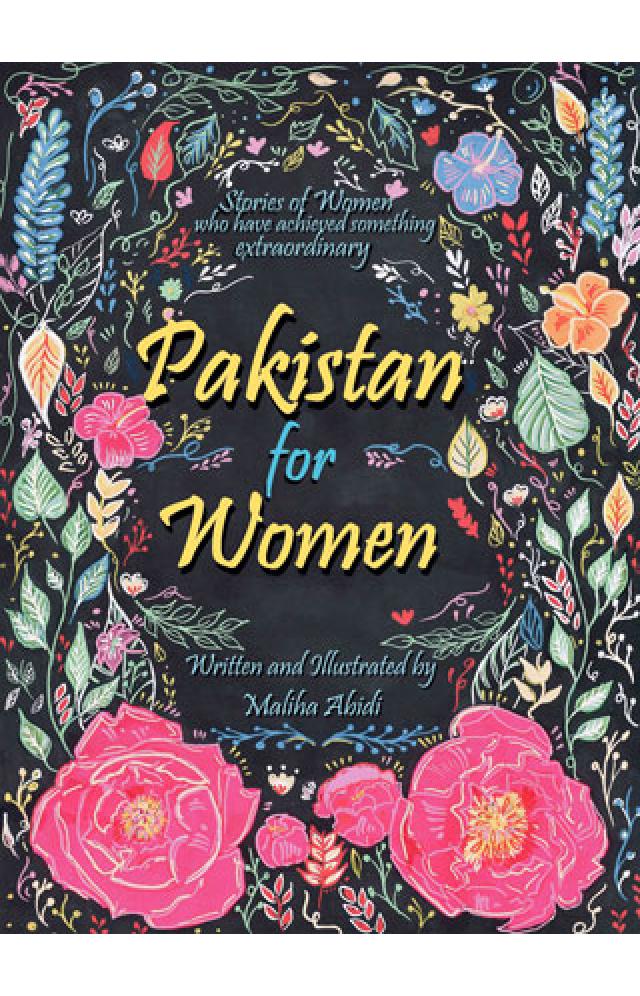 Stories of Women
who have achieved something
extraordinary
Pakistan
for
Women
Written and Illustrated by
Maliha Abidi